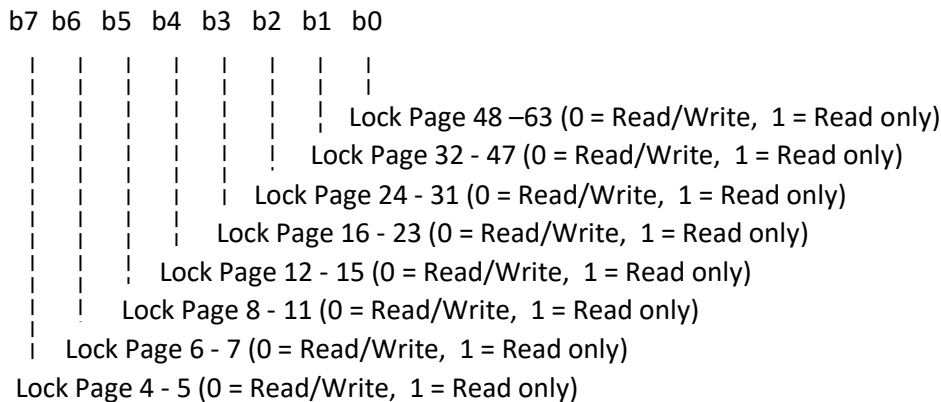 b7 b6 b5 b4 b3 b2 b1 b0
Lock Page 48 –63 (0 = Read/Write, 1 = Read only)
Lock Page 32 - 47 (0 = Read/Write, 1 = Read only)
Lock Page 24 - 31 (0 = Read/Write, 1 = Read only)
Lock Page 16 - 23 (0 = Read/Write, 1 = Read only)
Lock Page 12 - 15 (0 = Read/Write, 1 = Read only)
Lock Page 8 - 11 (0 = Read/Write, 1 = Read only)
Lock Page 6 - 7 (0 = Read/Write, 1 = Read only)
Lock Page 4 - 5 (0 = Read/Write, 1 = Read only)